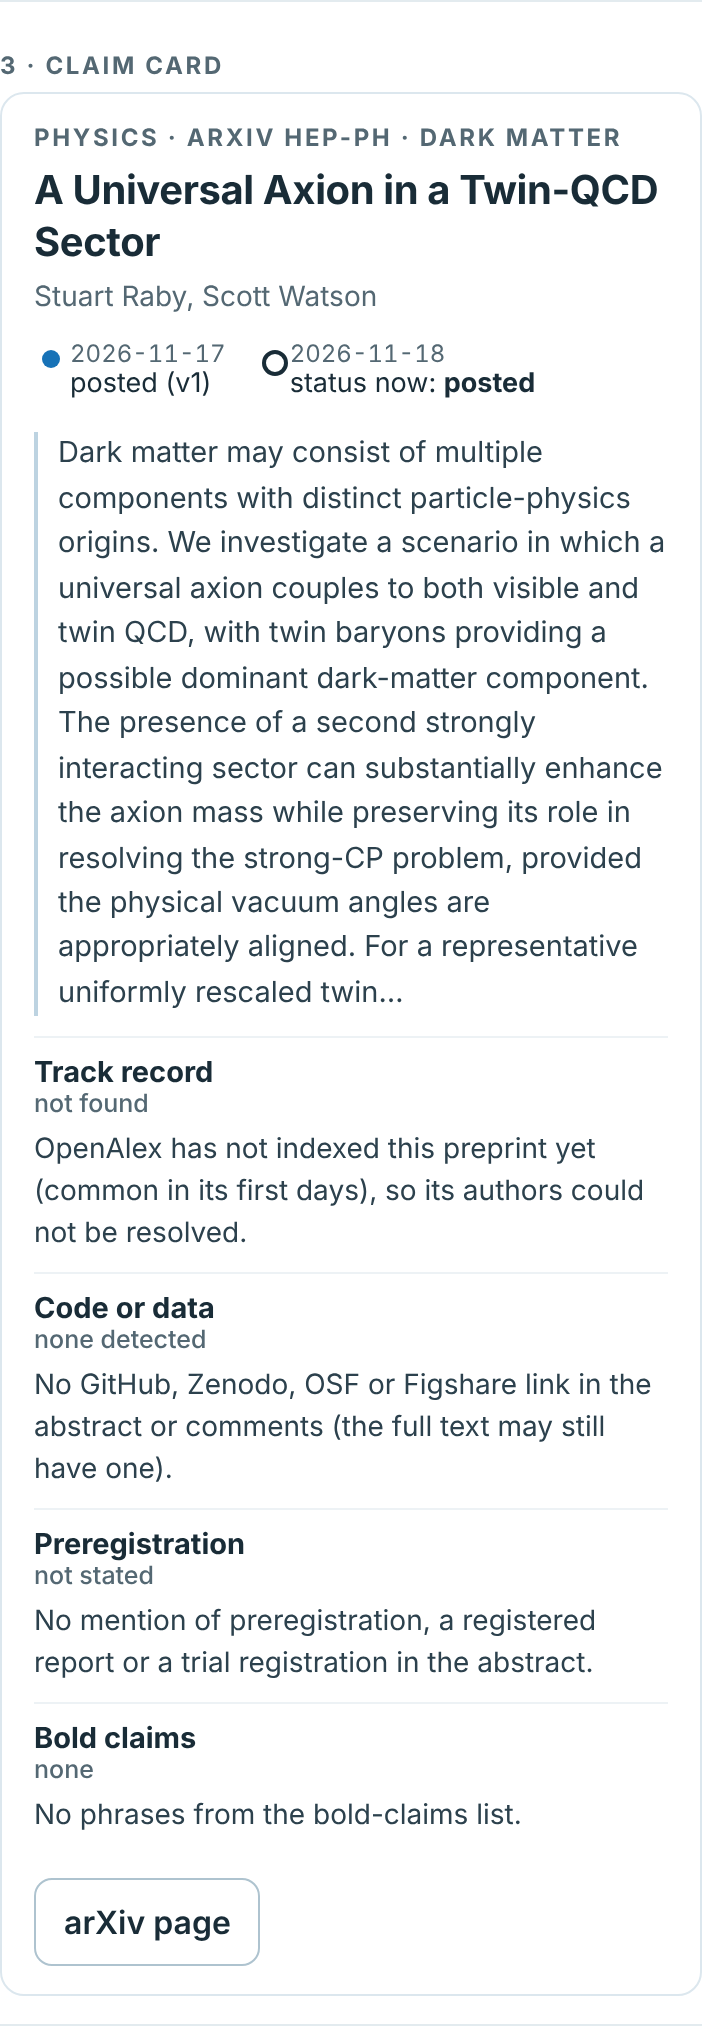 3 · CLAIM CARD
PHYSICS · ARXIV HEP-PH · DARK MATTER
A Universal Axion in a Twin-QCD
Sector
Stuart Raby, Scott Watson
2026-11-17
posted (v1)
2026-11-18
status now: posted
Dark matter may consist of multiple
components with distinct particle-physics
origins. We investigate a scenario in which a
universal axion couples to both visible and
twin QCD, with twin baryons providing a
possible dominant dark-matter component.
The presence of a second strongly
interacting sector can substantially enhance
the axion mass while preserving its role in
resolving the strong-CP problem, provided
the physical vacuum angles are
appropriately aligned. For a representative
uniformly rescaled twin...
Track record
not found
OpenAlex has not indexed this preprint yet
(common in its first days), so its authors could
not be resolved.
Code or data
none detected
No GitHub, Zenodo, OSF or Figshare link in the
abstract or comments (the full text may still
have one).
Preregistration
not stated
No mention of preregistration, a registered
report or a trial registration in the abstract.
Bold claims
none
No phrases from the bold-claims list.
arXiv page